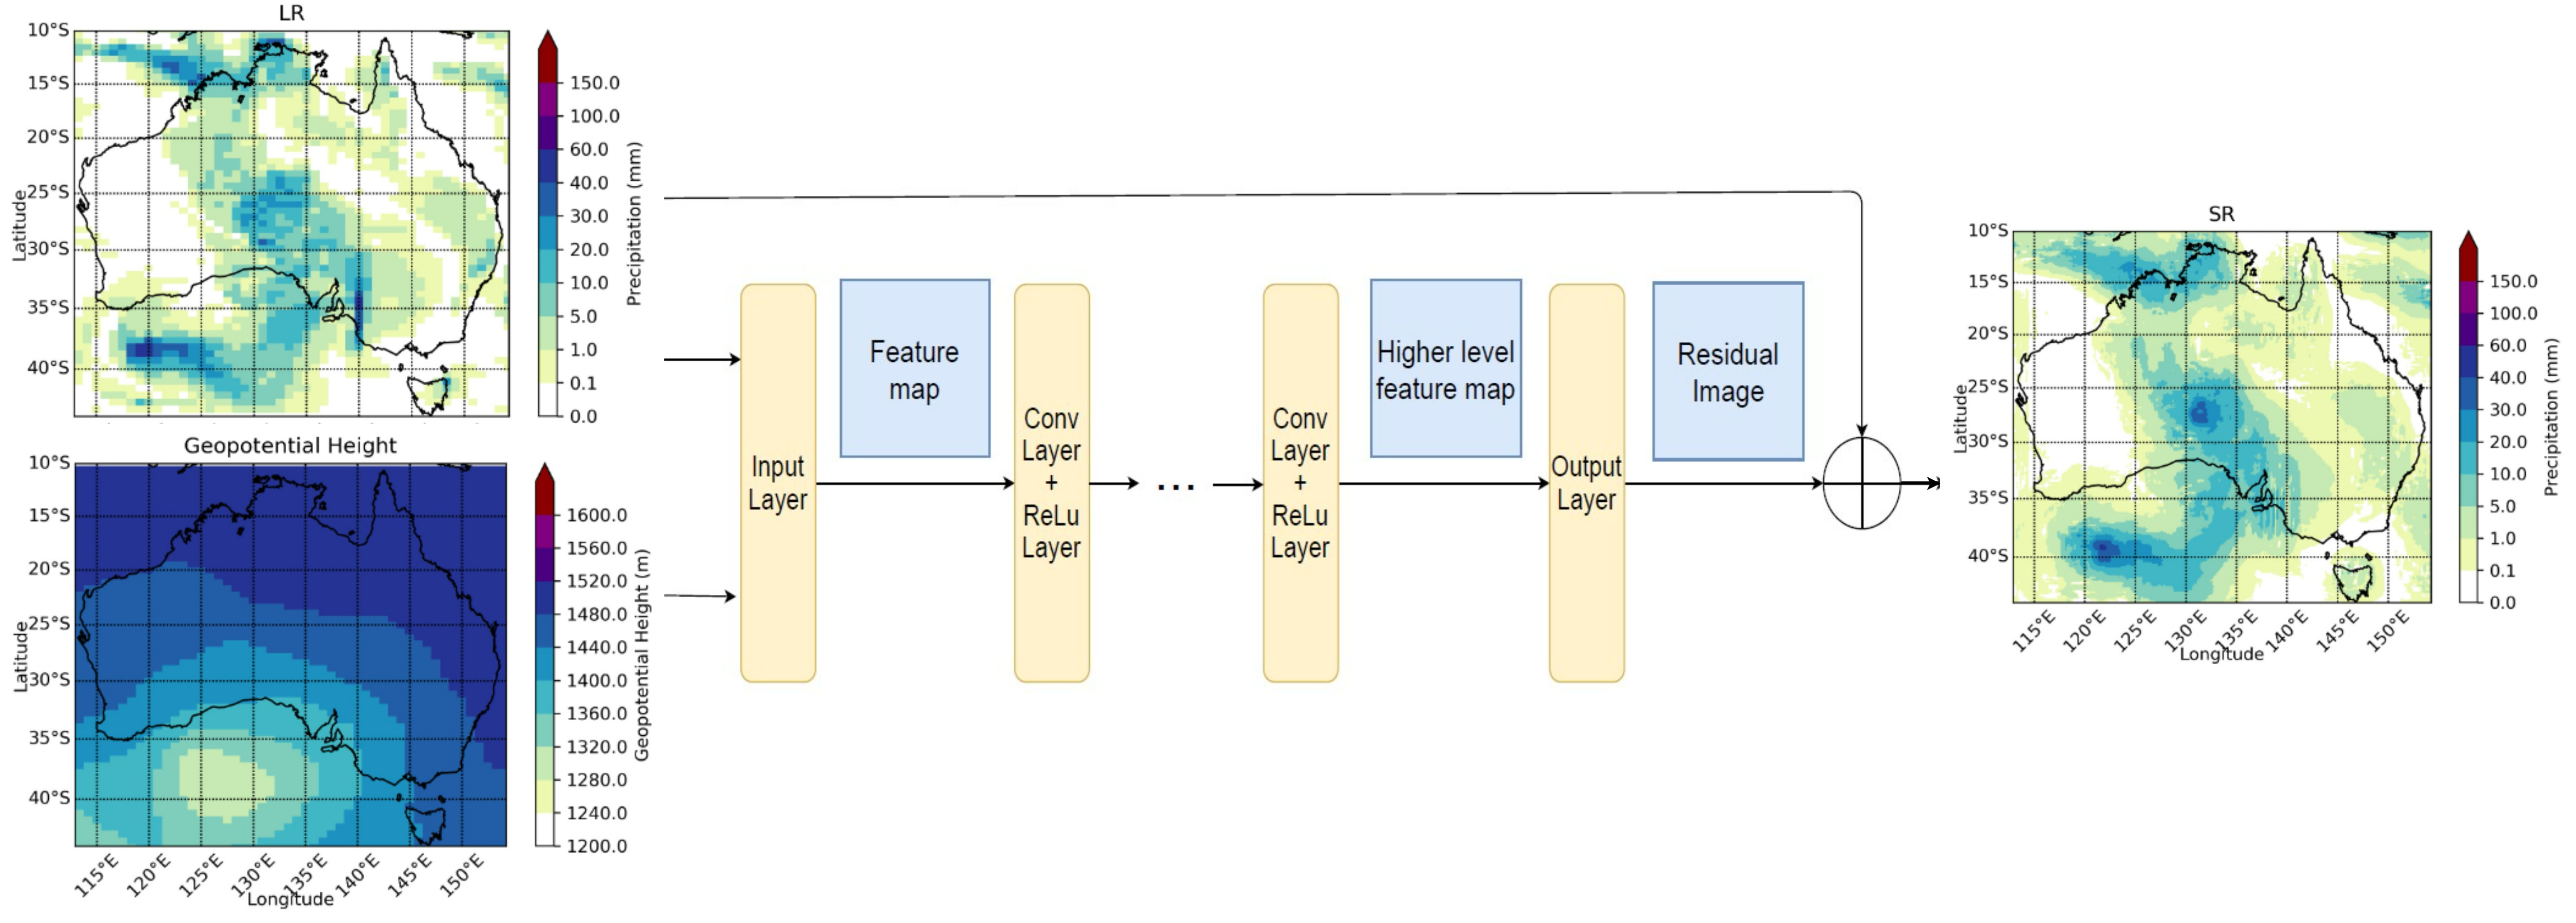 LR
10°S
15°S
20°S
25°S
30°S
35°S
40°S
Latitude
150.0
100.0
60.0
40.0
30.0
20.0
10.0
5.0
1.0
0.1
0.0
Precipitation (mm)
Geopotential Height
10°S
15°S
20°S
25°S
30°S
35°S
40°S
Latitude
115°E
120°E
125°E
130°E
135°E
140°E
145°E
150°E
Longitude
1600.0
1560.0
1520.0
1480.0
1440.0
1400.0
1360.0
1320.0
1280.0
1240.0
1200.0
Geopotential Height (m)
Input
Layer
Feature
map
Conv
Layer
+
ReLu
Layer
...
Conv
Layer
+
ReLu
Layer
Higher level
feature map
Output
Layer
Residual
Image
SR
10°S
15°S
20°S
25°S
30°S
35°S
40°S
Latitude
115°E
120°E
125°E
130°E
135°E
140°E
145°E
150°E
Longitude
150.0
100.0
60.0
40.0
30.0
20.0
10.0
5.0
1.0
0.1
0.0
Precipitation (mm)